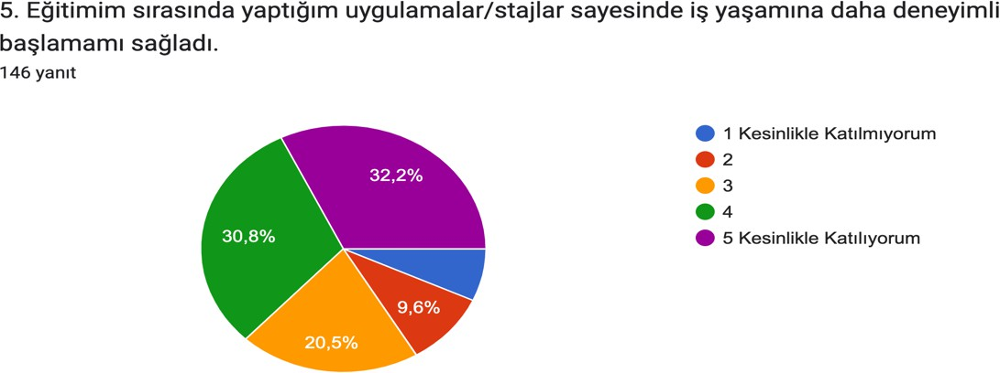 5. Eğitimim sırasında yaptığım uygulamalar/stajlar sayesinde iş yaşamına daha deneyimli
başlamamı sağladı.
146 yanıt
1 Kesinlikle Katılmıyorum
2
3
4
5 Kesinlikle Katılıyorum
32,2%
30,8%
9,6%
20,5%